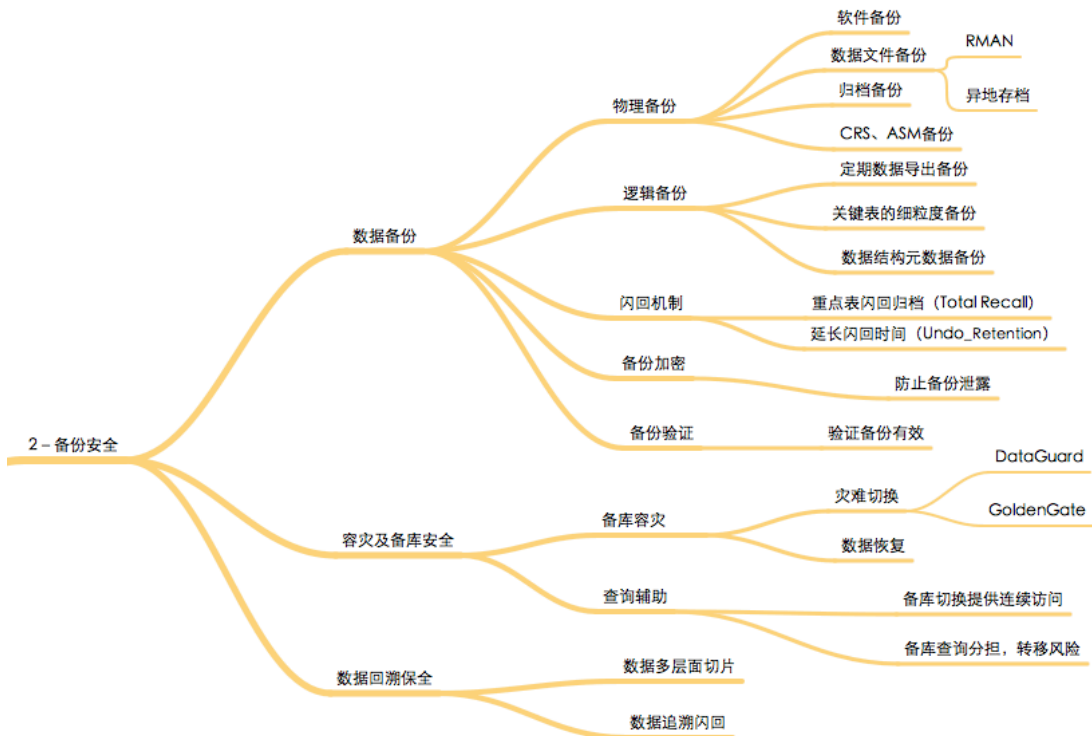 2 – 备份安全
数据备份
物理备份
软件备份
数据文件备份
RMAN
异地存档
归档备份
CRS、ASM备份
逻辑备份
定期数据导出备份
关键表的细粒度备份
数据结构元数据备份
闪回机制
重点表闪回归档（Total Recall）
延长闪回时间（Undo_Retention）
备份加密
防止备份泄露
备份验证
验证备份有效
容灾及备库安全
备库容灾
灾难切换
DataGuard
GoldenGate
数据恢复
查询辅助
备库切换提供连续访问
备库查询分担，转移风险
数据回溯保全
数据多层面切片
数据追溯闪回